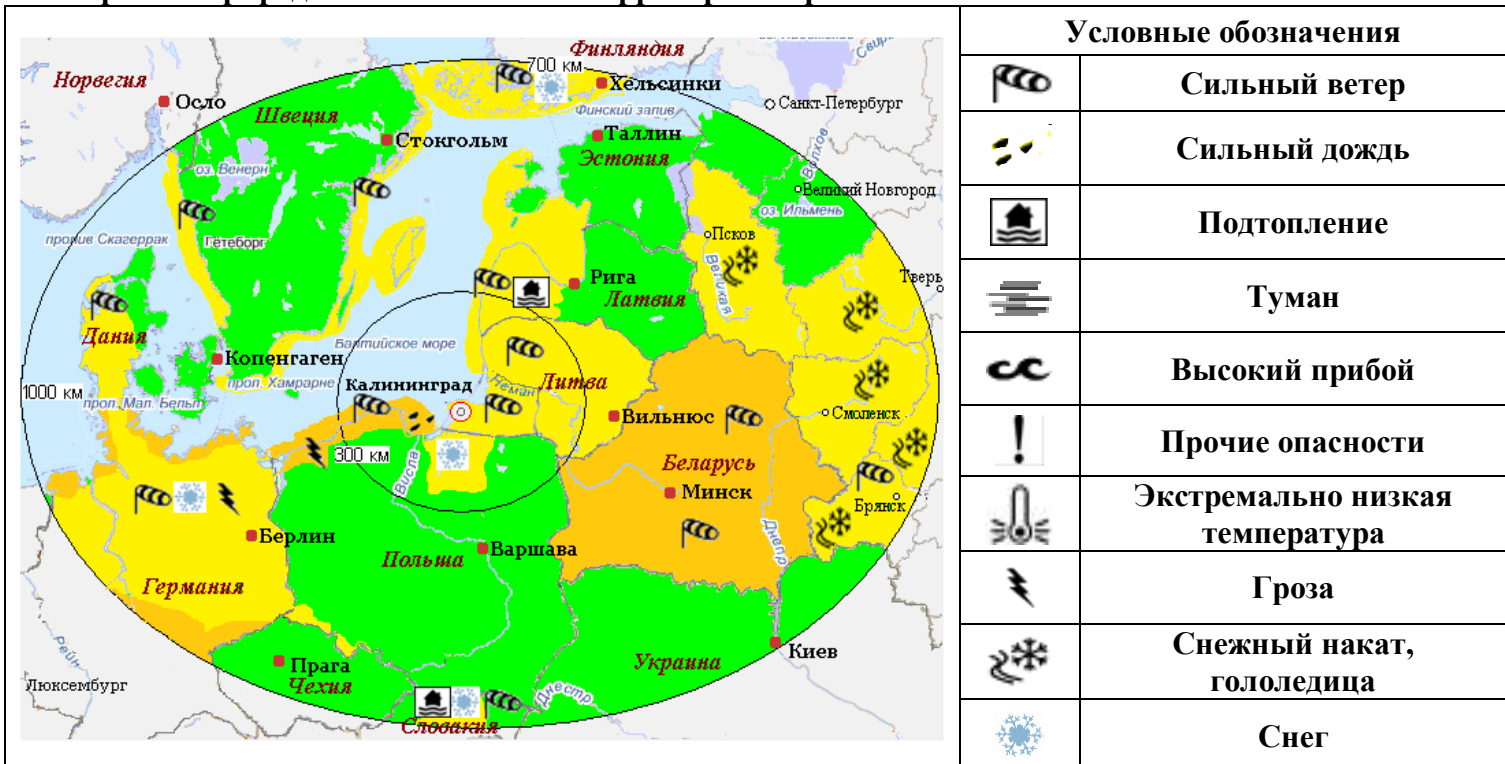 Финляндия
Свирь
Норвегия
700 км
Хельсинки
Осло
Швеция
Санкт-Петербург
Финский залив
Стокгольм
Таллин
Эстония
Волхов
оз. Венерн
Великий Новгород
оз. Ильмень
Гётеборг
пролив Скагеррак
Псков
Великая
Рига
Тверь
Латвия
Дания
Балтийское море
Копенгаген
Неман
Литва
прол. Хамрарне
Калининград
1000 км
прол. Мал. Бельт
Вильнюс
Смоленск
300 км
Висла
Беларусь
Минск
Брянск
Днепр
Берлин
Польша
Варшава
Германия
Рейн
Прага
Чехия
Украина
Киев
Люксембург
Днестр
Словакия
Условные обозначения
Сильный ветер
Сильный дождь
Подтопление
Туман
Высокий прибой
Прочие опасности
Экстремально низкая
температура
Гроза
Снежный накат,
гололедица
Снег